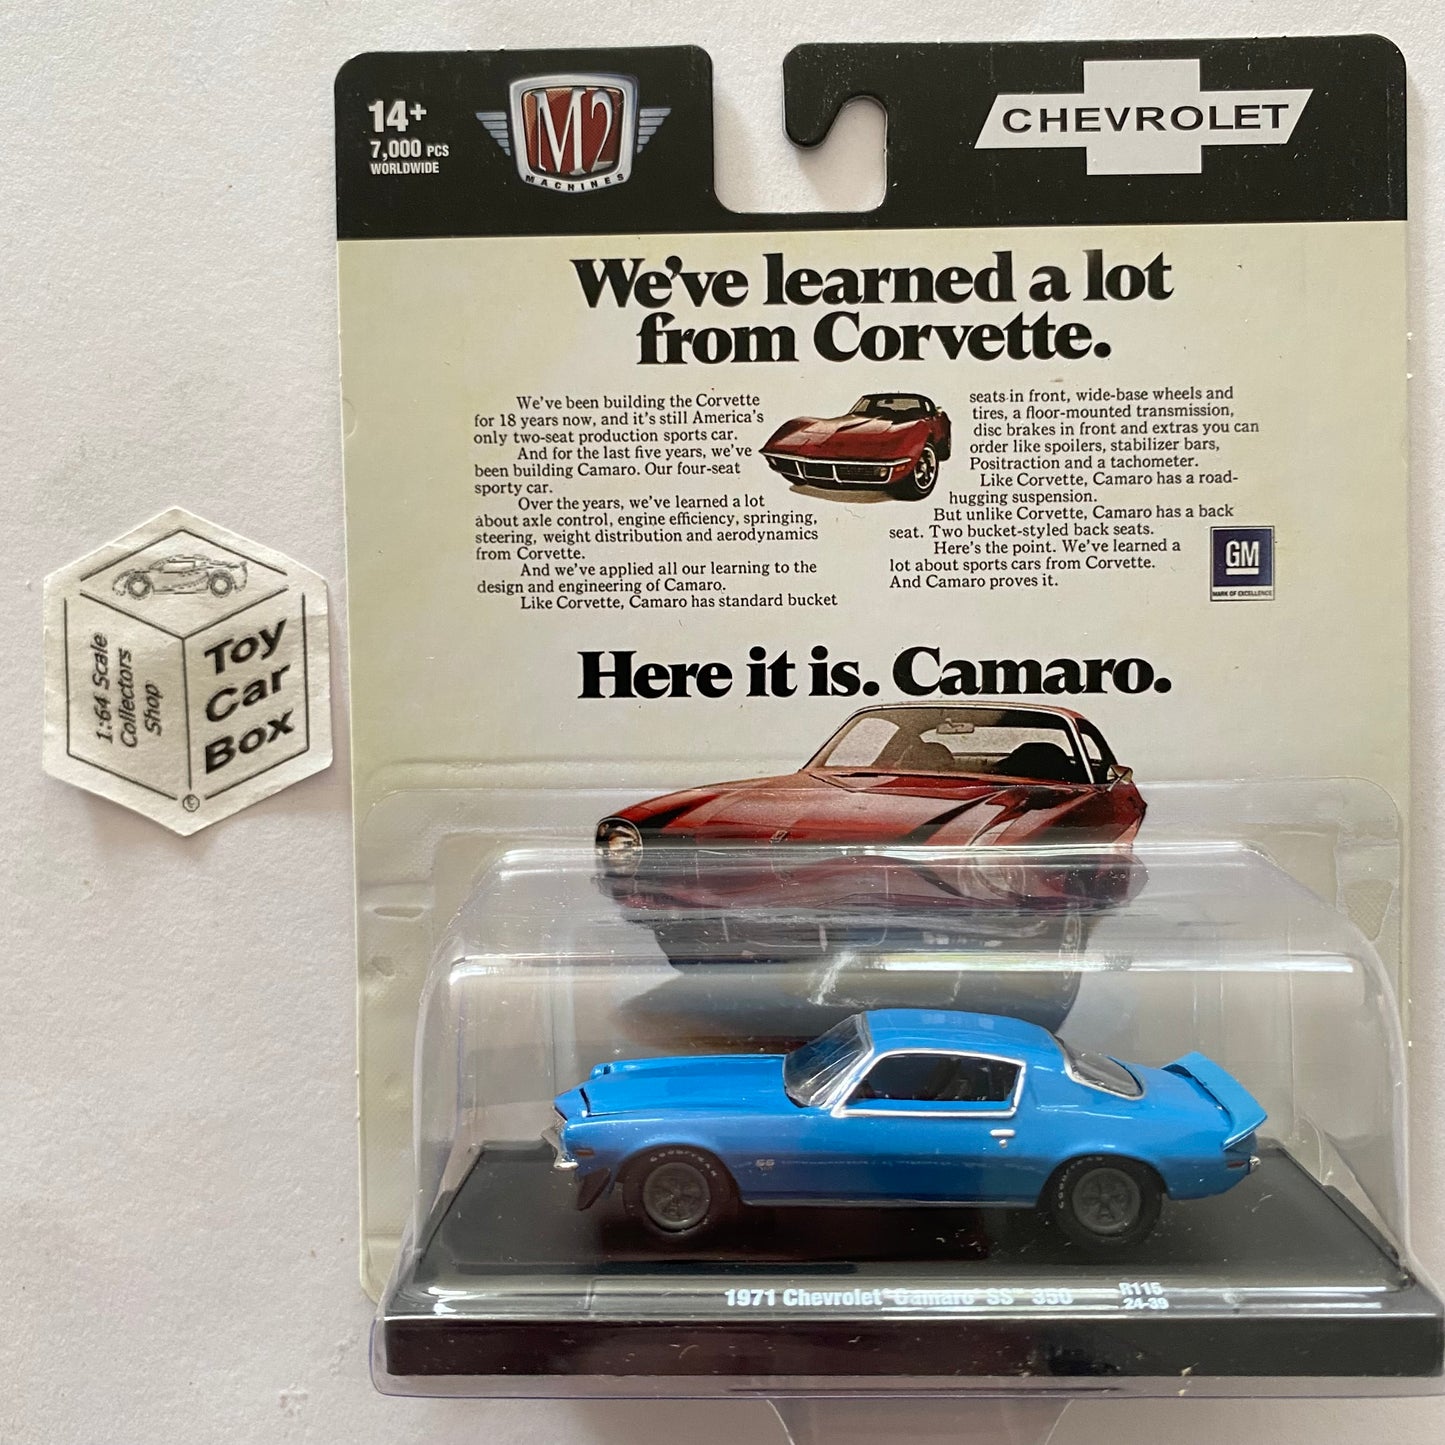 14+
7,000 PCS
WORLDWIDE
M2
MACHINES
CHEVROLET
We've learned a lot
from Corvette.
We've been building the Corvette
for 18 years now, and it's still America's
only two-seat production sports car.
And for the last five years, we've
been building Camaro. Our four-seat
sporty car.
Over the years, we've learned a lot
about axle control, engine efficiency, springing,
steering, weight distribution and aerodynamics
from Corvette.
And we've applied all our learning to the
design and engineering of Camaro.
Like Corvette, Camaro has standard bucket
seats in front, wide-base wheels and
tires, a floor-mounted transmission,
disc brakes in front and extras you can
order like spoilers, stabilizer bars,
Positraction and a tachometer.
Like Corvette, Camaro has a road-
hugging suspension.
But unlike Corvette, Camaro has a back
seat. Two bucket-styled back seats.
Here's the point. We've learned a
lot about sports cars from Corvette.
And Camaro proves it.
GM
MARK OF EXCELLENCE
Here it is. Camaro.
1:64 Scale
Collectors
Shop
Toy
Car
Box
©
SS
GOODYEAR
GOODYEAR
1971 Chevrolet Camaro SS 350
R115
24-39